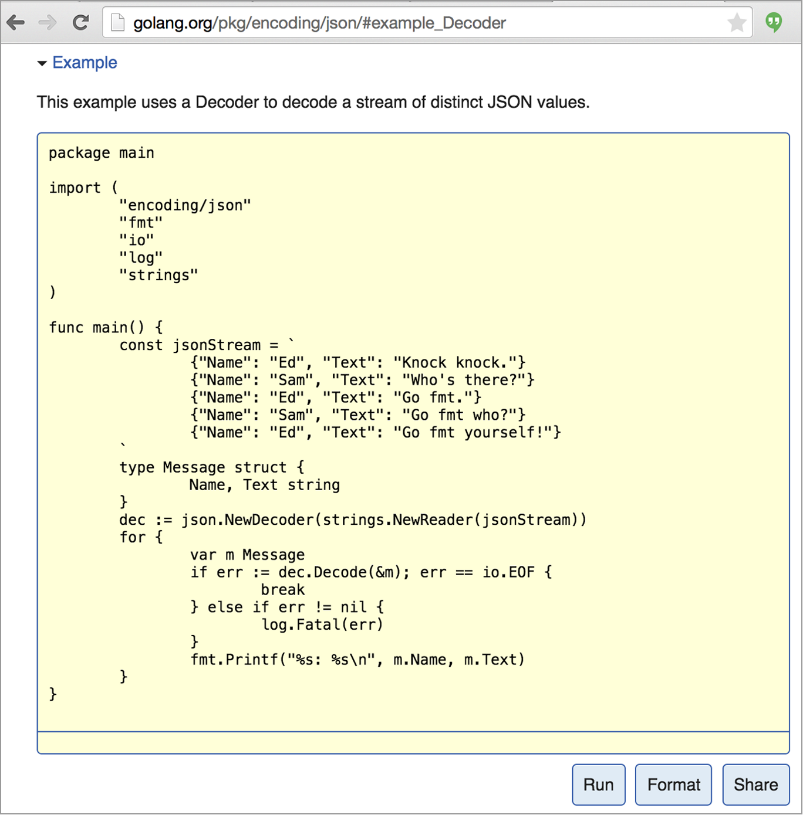 golang.org/pkg/encoding/json/#example_Decoder
Example
This example uses a Decoder to decode a stream of distinct JSON values.
package main
import (
"encoding/json"
"fmt"
"io"
"log"
"strings"
)
func main() {
const jsonStream = `
{"Name": "Ed", "Text": "Knock knock."}
{"Name": "Sam", "Text": "Who's there?"}
{"Name": "Ed", "Text": "Go fmt."}
{"Name": "Sam", "Text": "Go fmt who?"}
{"Name": "Ed", "Text": "Go fmt yourself!"}
`
type Message struct {
Name, Text string
}
dec := json.NewDecoder(strings.NewReader(jsonStream))
for {
var m Message
if err := dec.Decode(&m); err == io.EOF {
break
} else if err != nil {
log.Fatal(err)
}
fmt.Printf("%s: %s\n", m.Name, m.Text)
}
}
Run Format Share